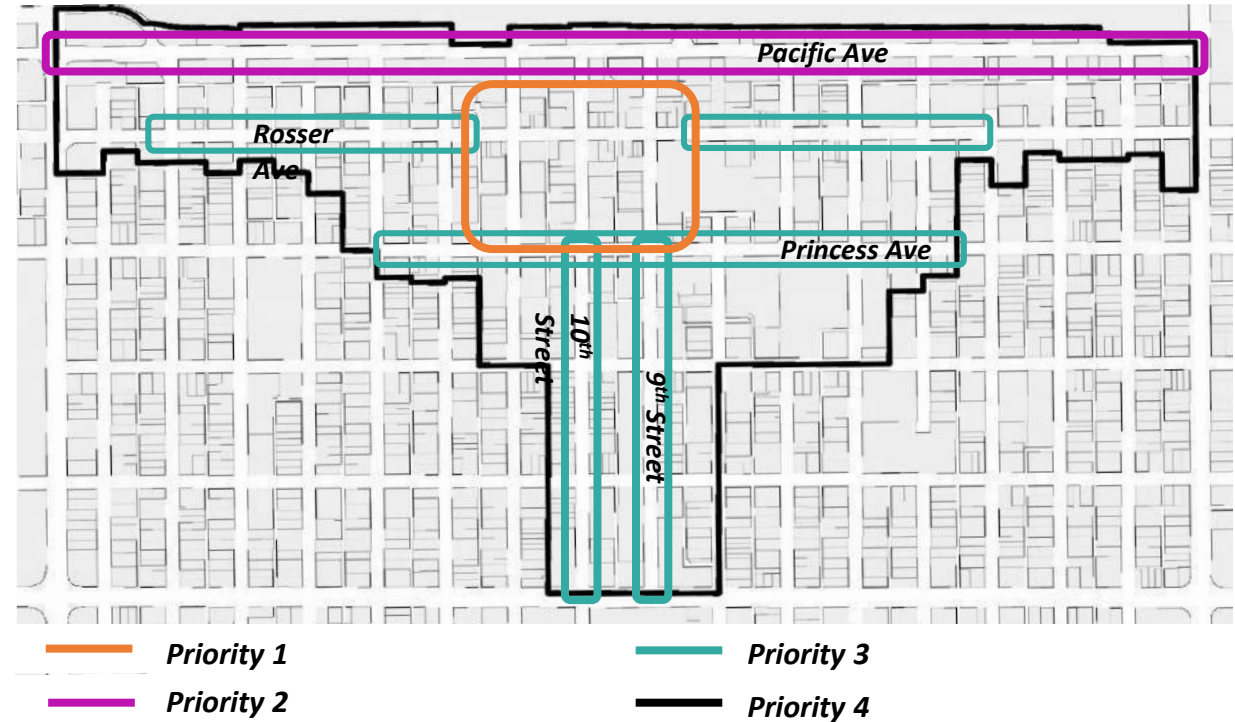 Pacific Ave
Rosser
Ave
Princess Ave
10th
Street
9th Street
Priority 1
Priority 3
Priority 2
Priority 4